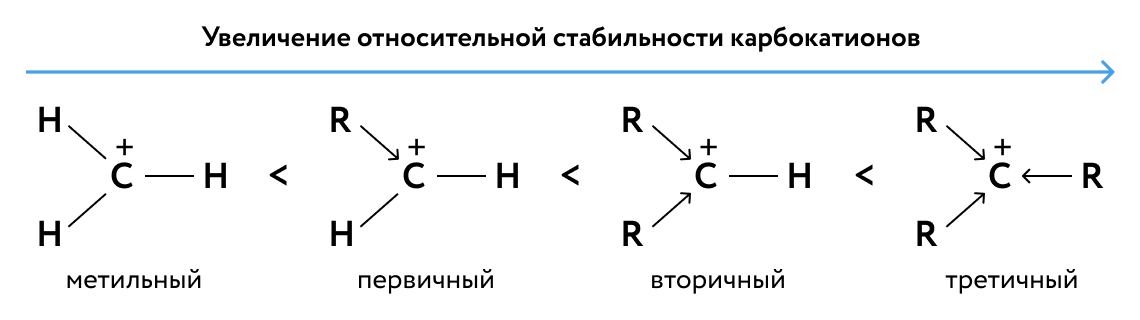 Увеличение относительной стабильности карбокатионов
H R R R
+ + + +
C H < C H < C H < C R
H H R R
метильный первичный вторичный третичный